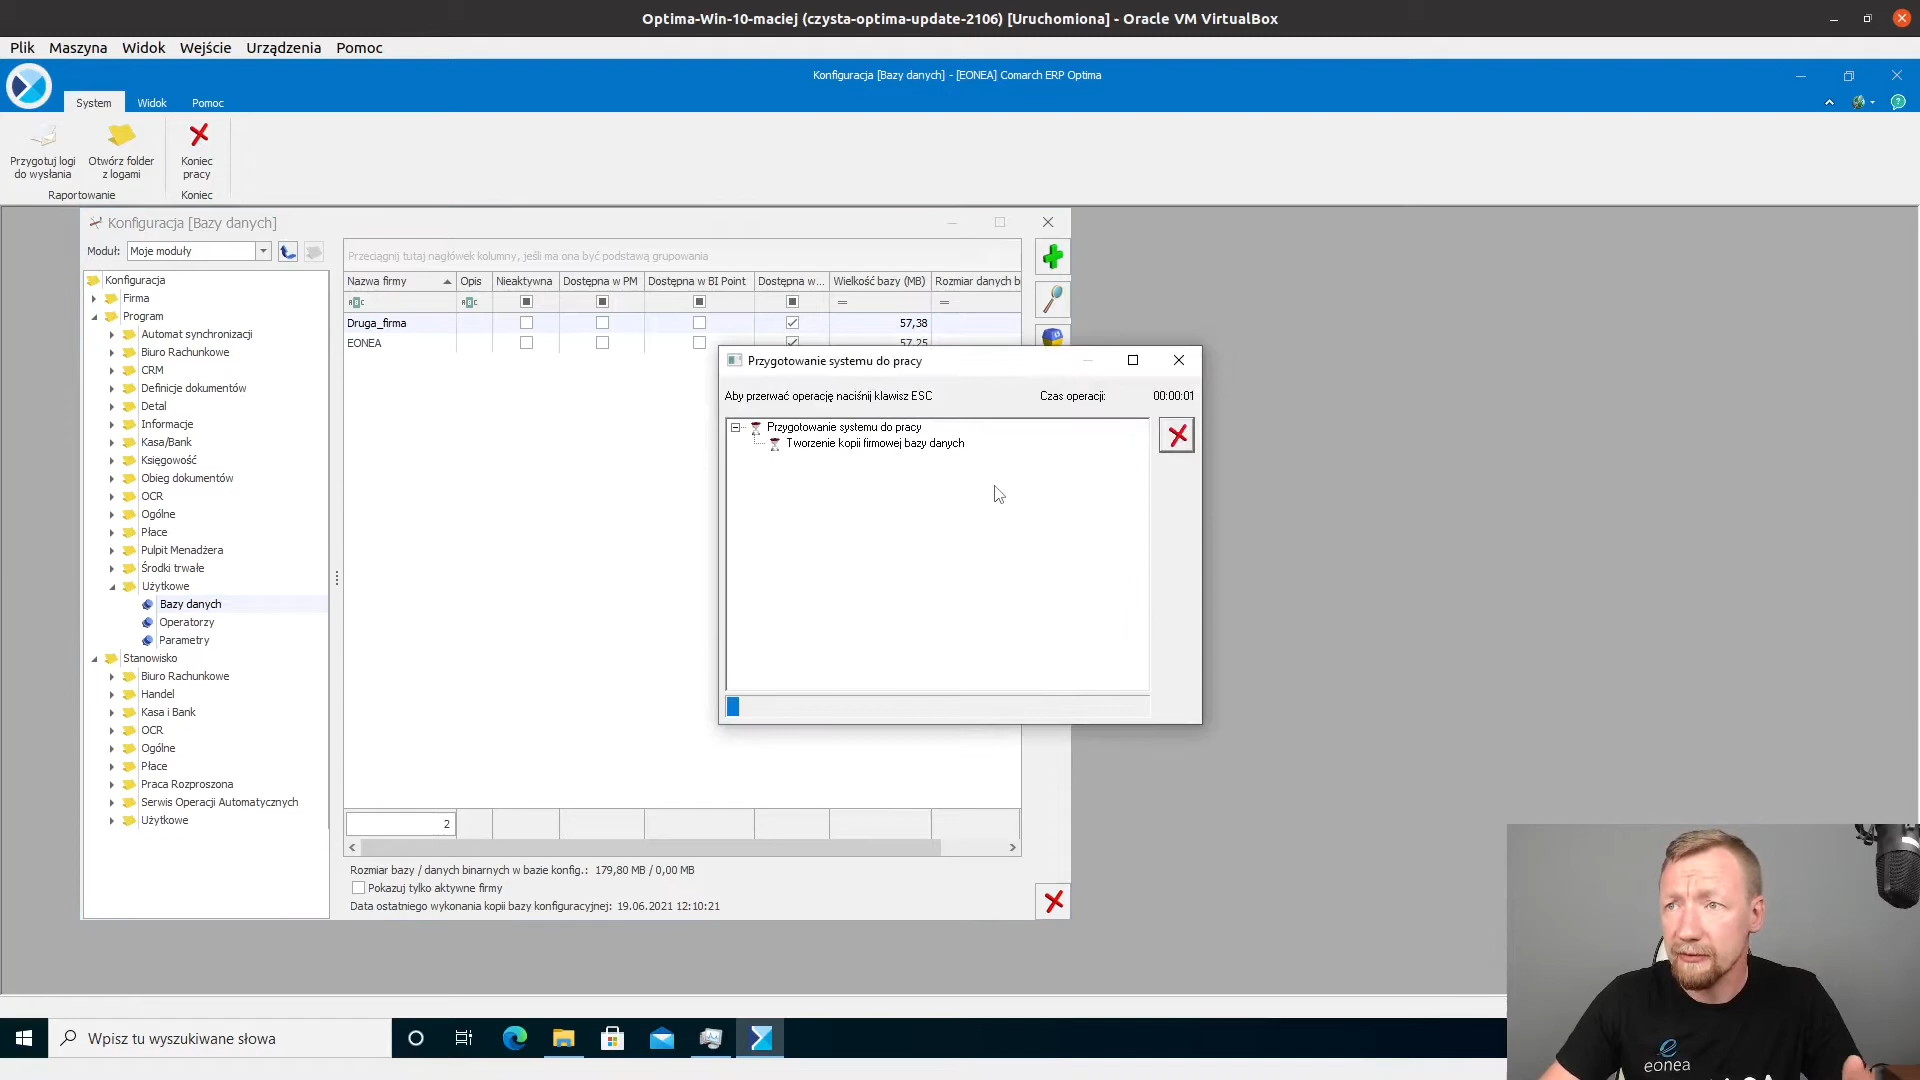 Optima-Win-10-maciej (czysta-optima-update-2106) [Uruchomiona] - Oracle VM VirtualBox
Plik Maszyna Widok Wejście Urządzenia Pomoc
Konfiguracja [Bazy danych] - [EONEA] Comarch ERP Optima
System Widok Pomoc
Przygotuj logi do wysłania
Otwórz folder z logami
Koniec pracy
Raportowanie Koniec
Konfiguracja [Bazy danych]
Moduł: Moje moduły
Przeciągnij tutaj nagłówek kolumny, jeśli ma ona być podstawą grupowania
Nazwa firmy Opis Nieaktywna Dostępna w PM Dostępna w BI Point Dostępna w... Wielkość bazy (MB) Rozmiar danych b
Druga_firma 57,38
EONEA 57,25
Konfiguracja
Firma
Program
Automat synchronizacji
Biuro Rachunkowe
CRM
Definicje dokumentów
Detal
Informacje
Kasa/Bank
Księgowość
Obieg dokumentów
OCR
Ogólne
Płace
Pulpit Menadżera
Środki trwałe
Użytkowe
Bazy danych
Operatorzy
Parametry
Stanowisko
Biuro Rachunkowe
Handel
Kasa i Bank
OCR
Ogólne
Płace
Praca Rozproszona
Serwis Operacji Automatycznych
Użytkowe
Przygotowanie systemu do pracy
Aby przerwać operację naciśnij klawisz ESC Czas operacji: 00:00:01
Przygotowanie systemu do pracy
Tworzenie kopii firmowej bazy danych
2
Rozmiar bazy / danych binarnych w bazie konfig.: 179,80 MB / 0,00 MB
Pokazuj tylko aktywne firmy
Data ostatniego wykonania kopii bazy konfiguracyjnej: 19.06.2021 12:10:21
Wpisz tu wyszukiwane słowa
eonea